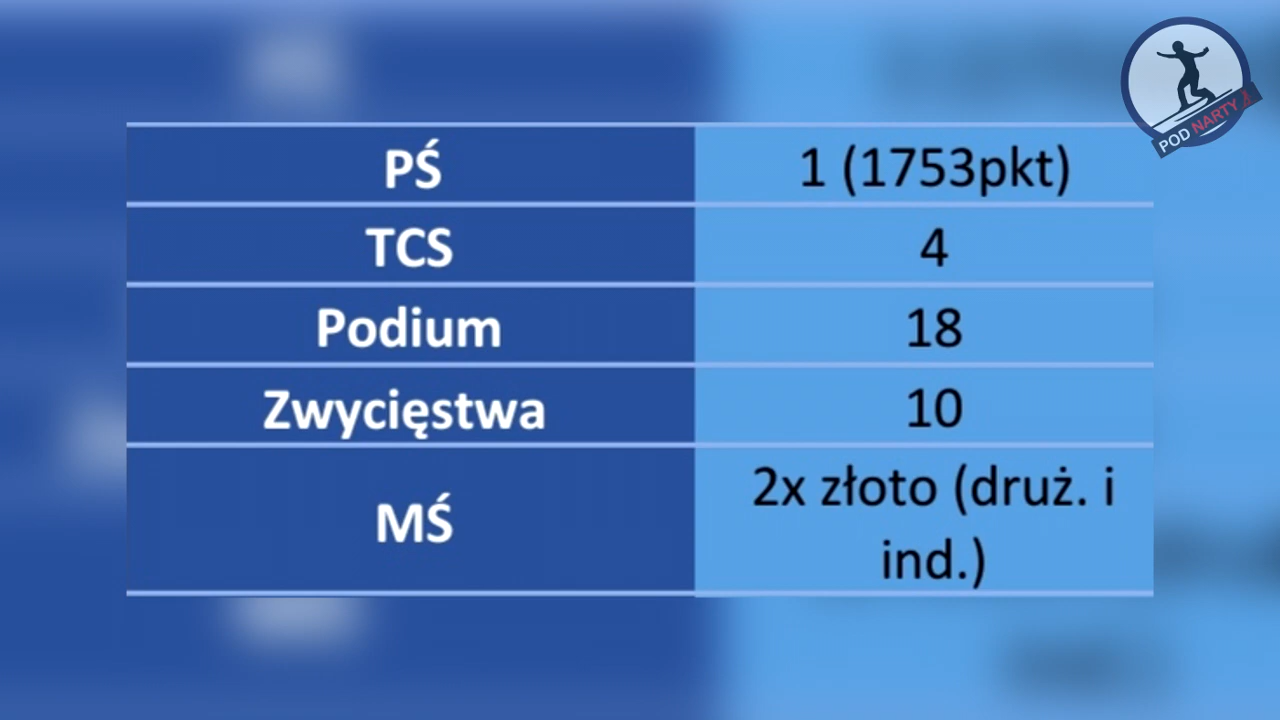 POD NARTY
PŚ 1 (1753pkt)
TCS 4
Podium 18
Zwycięstwa 10
MŚ 2x złoto (druż. i
ind.)